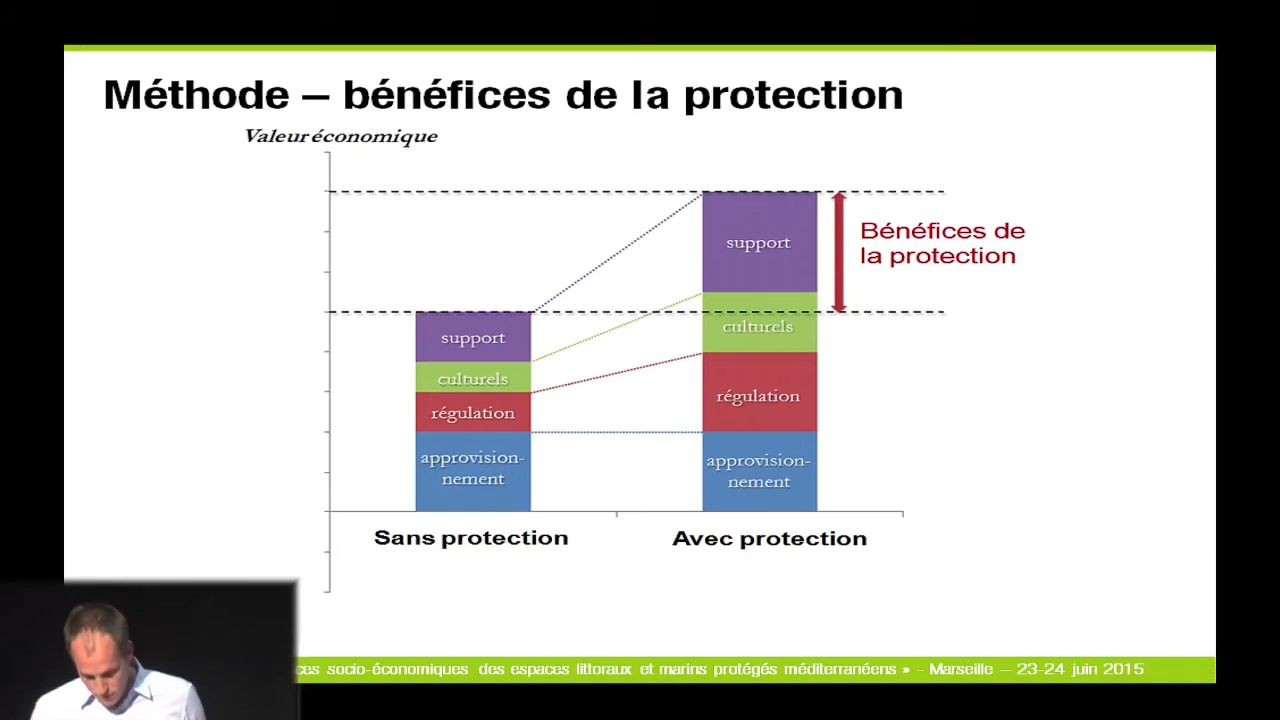 Méthode – bénéfices de la protection
Valeur économique
support
culturels
régulation
approvision-
nement
support
culturels
régulation
approvision-
nement
Bénéfices de
la protection
Sans protection
Avec protection
socio-économiques des espaces littoraux et marins protégés méditerranéens » - Marseille – 23-24 juin 2015